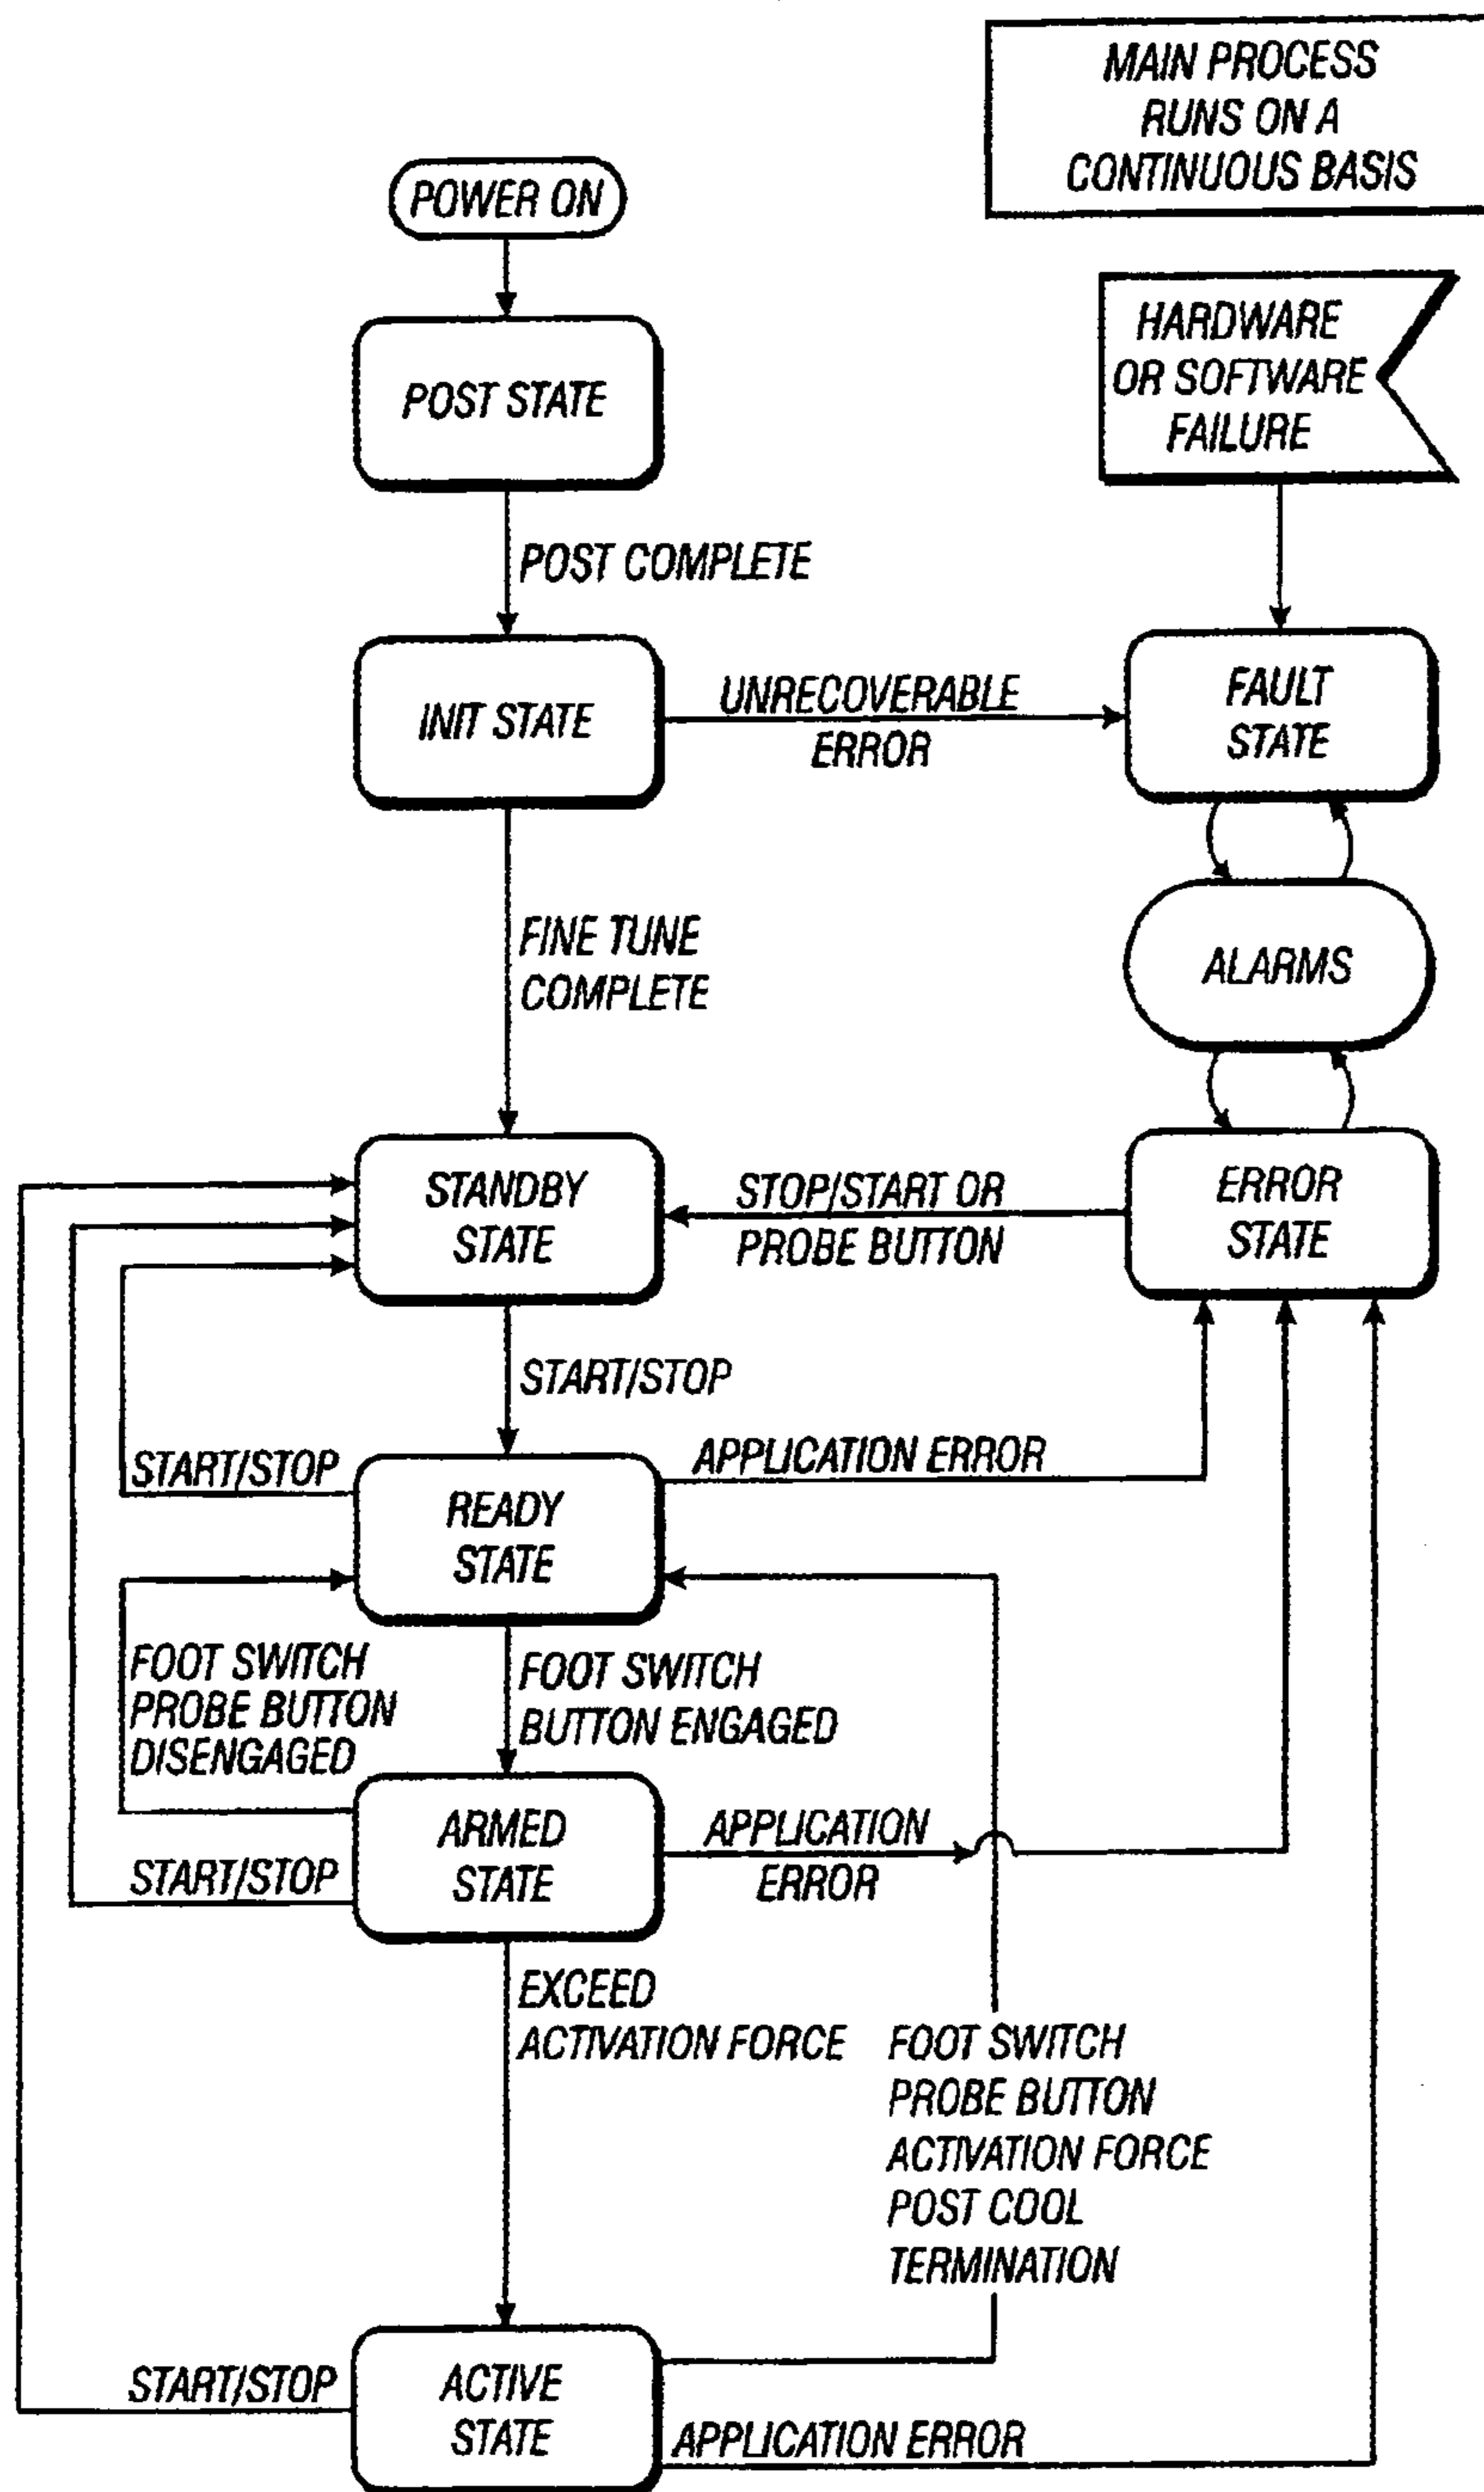 MAIN PROCESS
RUNS ON A
CONTINUOUS BASIS
POWER ON
HARDWARE
OR SOFTWARE
FAILURE
POST STATE
POST COMPLETE
INIT STATE
UNRECOVERABLE
ERROR
FAULT
STATE
ALARMS
FINE TUNE
COMPLETE
STANDBY
STATE
STOP/START OR
PROBE BUTTON
ERROR
STATE
START/STOP
START/STOP
READY
STATE
APPLICATION ERROR
FOOT SWITCH
PROBE BUTTON
DISENGAGED
FOOT SWITCH
BUTTON ENGAGED
START/STOP
ARMED
STATE
APPLICATION
ERROR
EXCEED
ACTIVATION FORCE
FOOT SWITCH
PROBE BUTTON
ACTIVATION FORCE
POST COOL
TERMINATION
START/STOP
ACTIVE
STATE
APPLICATION ERROR